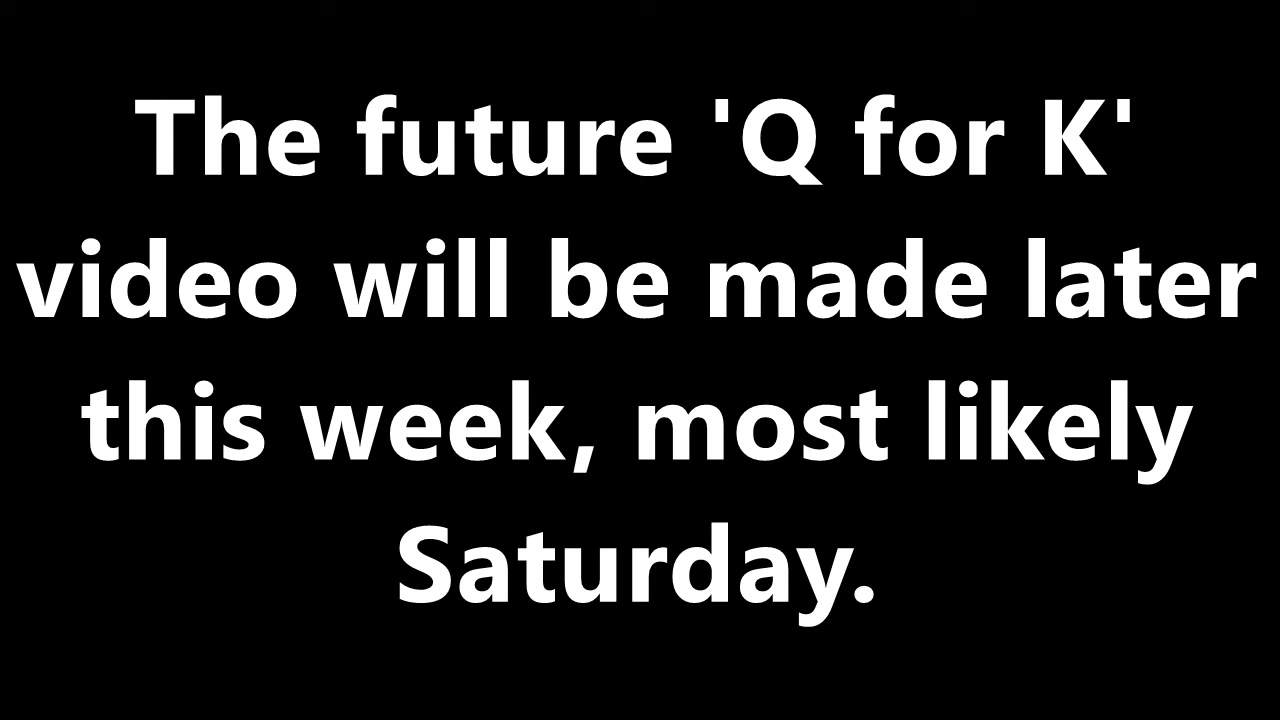 The future 'Q for K'
video will be made later
this week, most likely
Saturday.